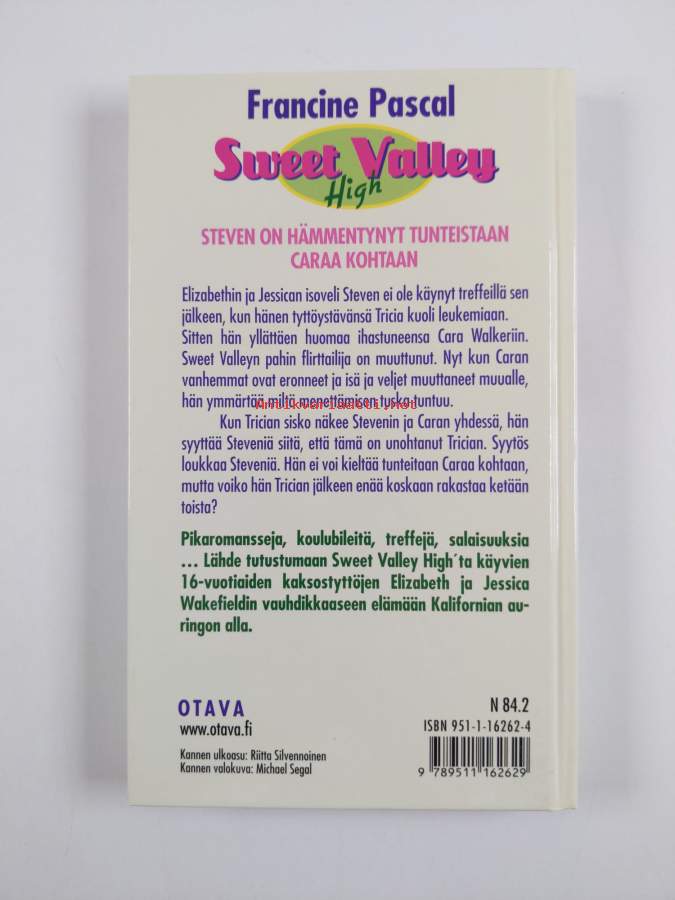 Francine Pascal
Sweet Valley
High
STEVEN ON HÄMMENTYNYT TUNTEISTAAN
CARAA KOHTAAN
Elizabethin ja Jessican isoveli Steven ei ole käynyt treffeillä sen
jälkeen, kun hänen tyttöystävänsä Tricia kuoli leukemiaan.
Sitten hän yllättäen huomaa ihastuneensa Cara Walkeriin.
Sweet Valleyn pahin flirttailija on muuttunut. Nyt kun Caran
vanhemmat ovat eronneet ja isä ja veljet muuttaneet muualle,
hän ymmärtää miltä menettämisen tuska tuntuu.
Antikvariaatti.net
Kun Trician sisko näkee Stevenin ja Caran yhdessä, hän
syyttää Steveniä siitä, että tämä on unohtanut Trician. Syytös
loukkaa Steveniä. Hän ei voi kieltää tunteitaan Caraa kohtaan,
mutta voiko hän Trician jälkeen enää koskaan rakastaa ketään
toista?
Pikaromansseja, koulubileitä, treffejä, salaisuuksia
... Lähde tutustumaan Sweet Valley High´ta käyvien
16-vuotiaiden kaksostyttöjen Elizabeth ja Jessica
Wakefieldin vauhdikkaaseen elämään Kalifornian au-
ringon alla.
OTAVA
www.otava.fi
N 84.2
ISBN 951-1-16262-4
Kannen ulkoasu: Riitta Silvennoinen
Kannen valokuva: Michael Segal
9 789511 162629